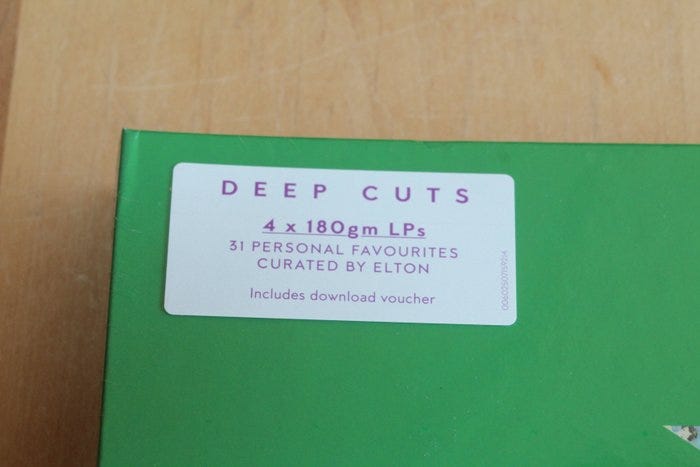 DEEP CUTS
4 x 180gm LPs
31 PERSONAL FAVOURITES
CURATED BY ELTON
Includes download voucher